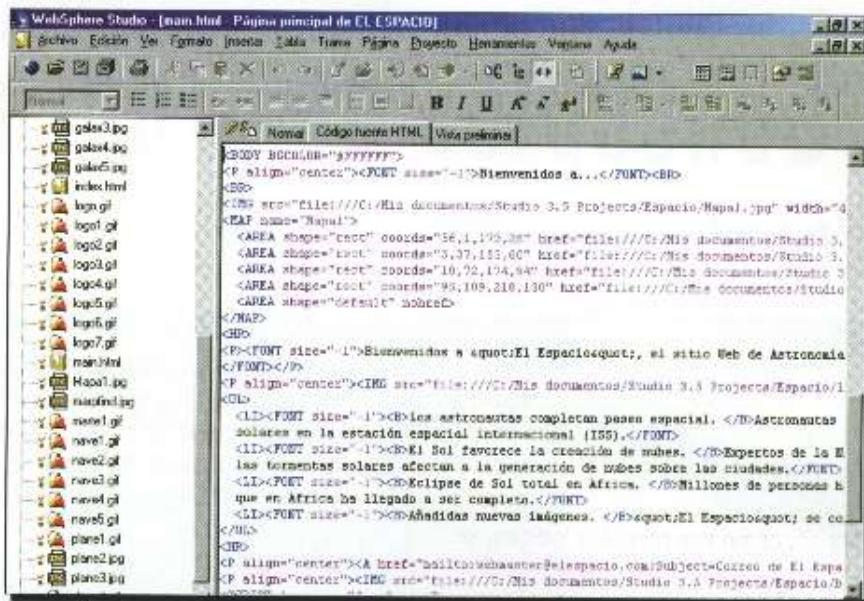 WebSphere Studio - [main.html - Página principal de EL ESPACIO]
Archivo Edición Ver Formato Insertar Tabla Trama Página Proyecto Herramientas Ventana Ayuda
Normal
B I U
galax3.jpg
galax4.jpg
galax5.jpg
index.html
logo.gif
logo1.gif
logo2.gif
logo3.gif
logo4.gif
logo5.gif
logo6.gif
logo7.gif
main.html
Mapa1.jpg
mapfind.jpg
marte1.gif
nave1.gif
nave2.gif
nave3.gif
nave4.gif
nave5.gif
plane1.gif
plane2.jpg
plane3.jpg
Normal Código fuente HTML Vista preliminar
<BODY BGCOLOR="#FFFFFF">
<P align="center"><FONT size="-1">Bienvenidos a...</FONT><BR>
<BR>
<IMG src="file:///C:/Mis documentos/Studio 3.5 Projects/Espacio/Mapa1.jpg" width="4
<MAP name="Mapa1">
<AREA shape="rect" coords="56,1,172,28" href="file:///C:/Mis documentos/Studio 3.
<AREA shape="rect" coords="3,37,153,60" href="file:///C:/Mis documentos/Studio 3.
<AREA shape="rect" coords="10,72,174,94" href="file:///C:/Mis documentos/Studio 3.
<AREA shape="rect" coords="95,109,210,130" href="file:///C:/Mis documentos/Studio
<AREA shape="default" nohref>
</MAP>
<HR>
<P><FONT size="-1">Bienvenidos a &quot;El Espacio&quot;, el sitio Web de Astronomia
</FONT></P>
<P align="center"><IMG src="file:///C:/Mis documentos/Studio 3.5 Projects/Espacio/l
<UL>
<LI><FONT size="-1"><B>Los astronautas completan paseo espacial. </B>Astronautas
solares en la estación espacial internacional (ISS).</FONT>
<LI><FONT size="-1"><B>El Sol favorece la creación de nubes. </B>Expertos de la E
las tormentas solares afectan a la generación de nubes sobre las ciudades.</FONT>
<LI><FONT size="-1"><B>Eclipse de Sol total en África. </B>Millones de personas h
que en África ha llegado a ser completo.</FONT>
<LI><FONT size="-1"><B>Añadidas nuevas imágenes. </B>&quot;El Espacio&quot; se co
</UL>
<HR>
<P align="center"><A href="mailto:webmaster@elespacio.com?Subject=Correo de El Espa
<P align="center"><IMG src="file:///C:/Mis documentos/Studio 3.5 Projects/Espacio/b